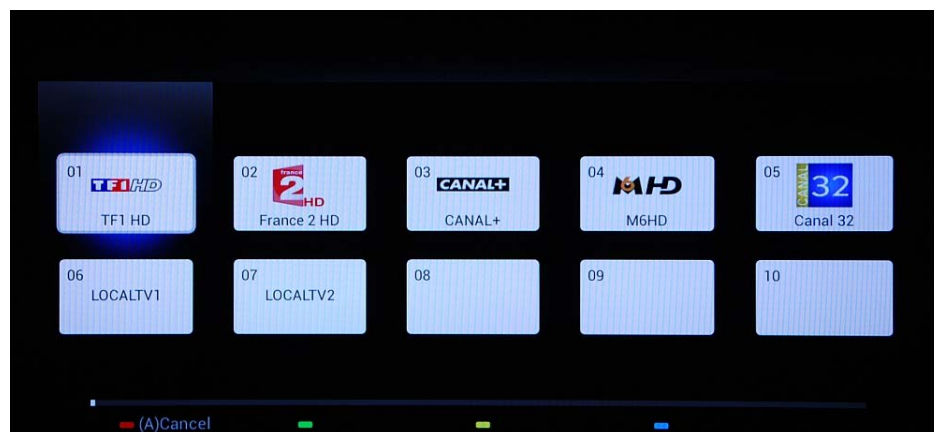 01
TF1 HD
TF1 HD
02
france
2
HD
France 2 HD
03
CANAL+
CANAL+
04
M6 HD
M6HD
05
CANAL
32
Canal 32
06
LOCALTV1
07
LOCALTV2
08
09
10
(A)Cancel